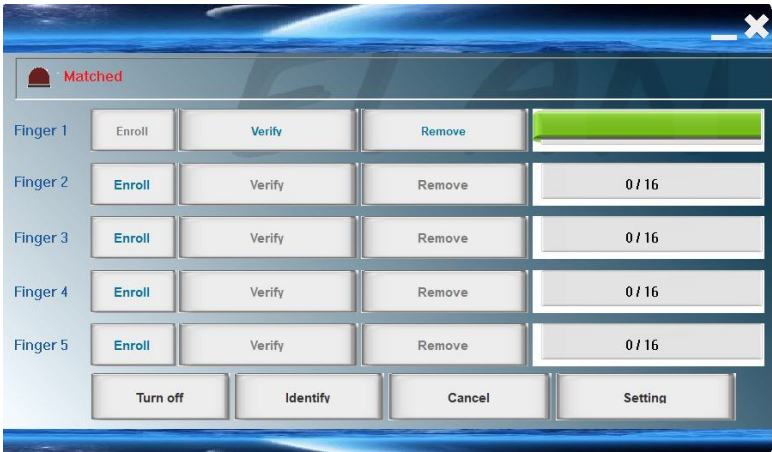 Matched
ELAN
Finger 1 Enroll Verify Remove
Finger 2 Enroll Verify Remove 0 / 16
Finger 3 Enroll Verify Remove 0 / 16
Finger 4 Enroll Verify Remove 0 / 16
Finger 5 Enroll Verify Remove 0 / 16
Turn off Identify Cancel Setting